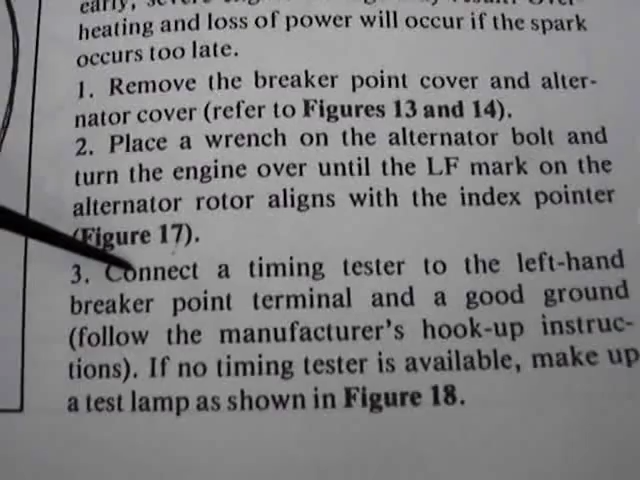 early,
heating and loss of power will occur if the spark
occurs too late.
1. Remove the breaker point cover and alter-
nator cover (refer to Figures 13 and 14).
2. Place a wrench on the alternator bolt and
turn the engine over until the LF mark on the
alternator rotor aligns with the index pointer
(Figure 17).
3. Connect a timing tester to the left-hand
breaker point terminal and a good ground
(follow the manufacturer's hook-up instruc-
tions). If no timing tester is available, make up
a test lamp as shown in Figure 18.